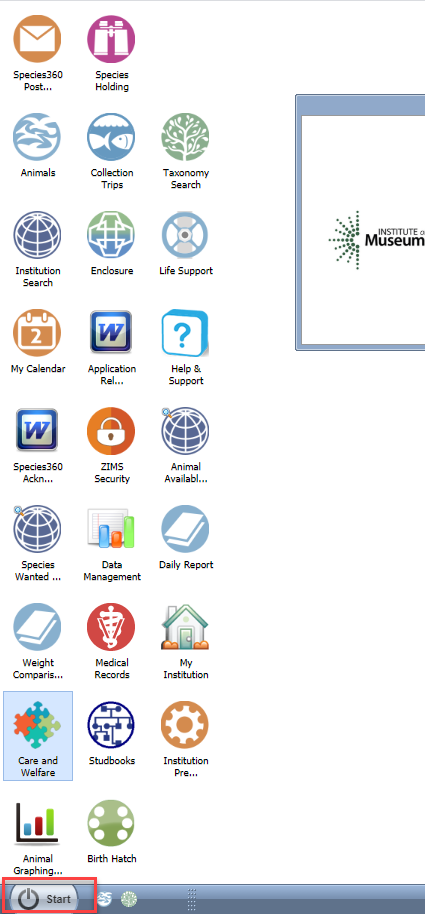 Species360
Post...
Species
Holding
Animals
Collection
Trips
Taxonomy
Search
Institution
Search
Enclosure
Life Support
INSTITUTE
Museum
2
My Calendar
W
Application
Rel...
?
Help &
Support
W
Species360
Ackn...
ZIMS
Security
Animal
Availabl...
Species
Wanted ...
Data
Management
Daily Report
Weight
Comparis...
Medical
Records
My
Institution
Care and
Welfare
Studbooks
Institution
Pre...
Animal
Graphing...
Birth Hatch
Start